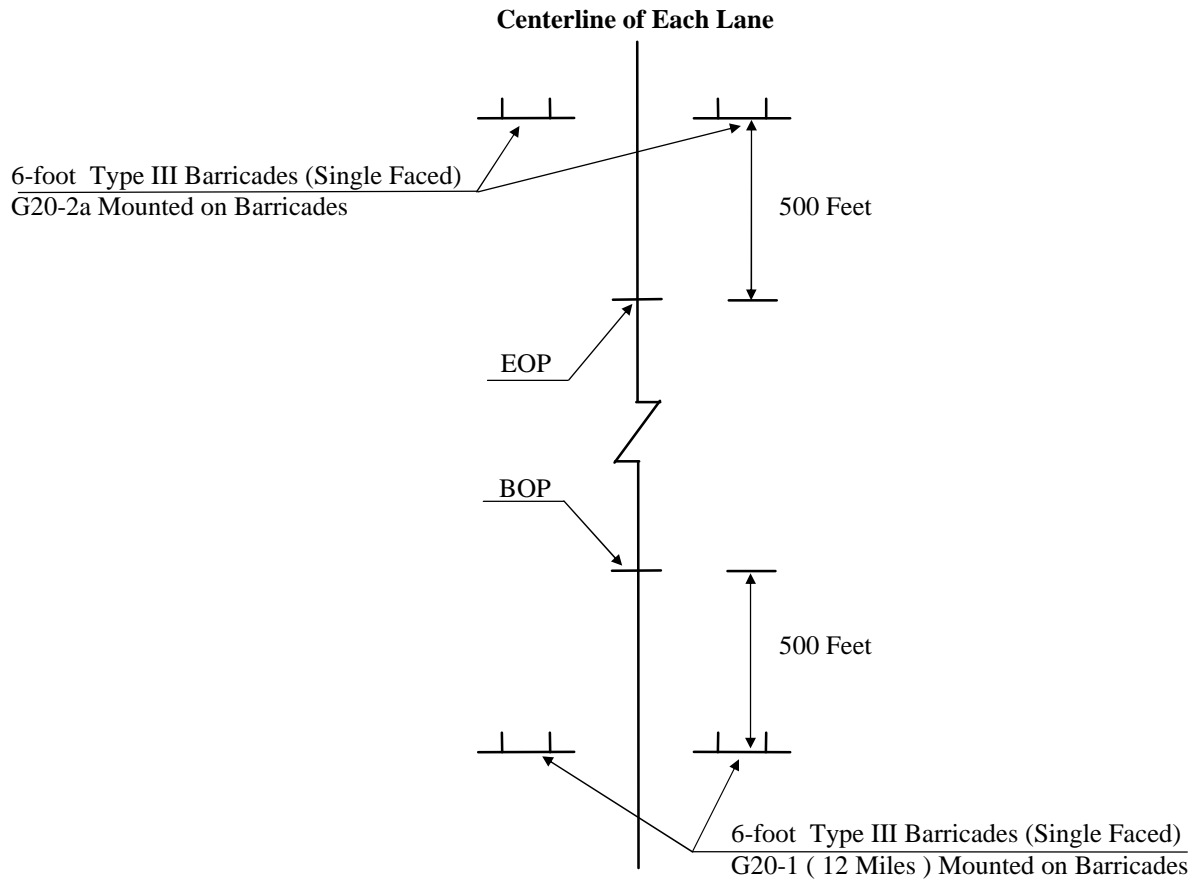 Centerline of Each Lane
6-foot Type III Barricades (Single Faced)
G20-2a Mounted on Barricades
500 Feet
EOP
BOP
500 Feet
6-foot Type III Barricades (Single Faced)
G20-1 ( 12 Miles ) Mounted on Barricades